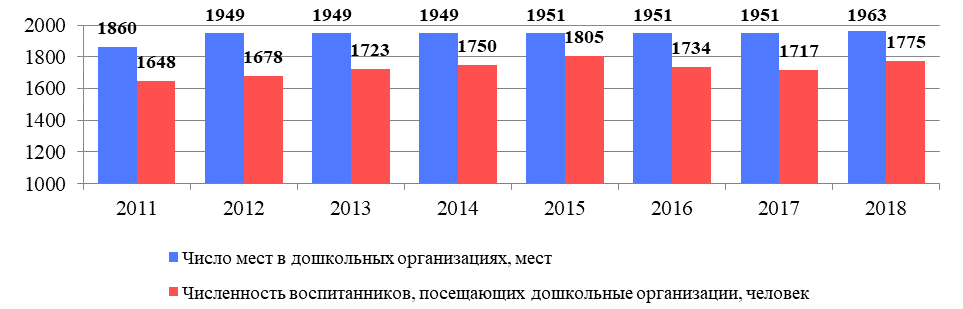 1949 1949 1949 1951 1951 1951 1963
2000 1860
1805 1775
1800 1648 1678 1723 1750 1734 1717
1600
1400
1200
1000
2011 2012 2013 2014 2015 2016 2017 2018
Число мест в дошкольных организациях, мест
Численность воспитанников, посещающих дошкольные организации, человек